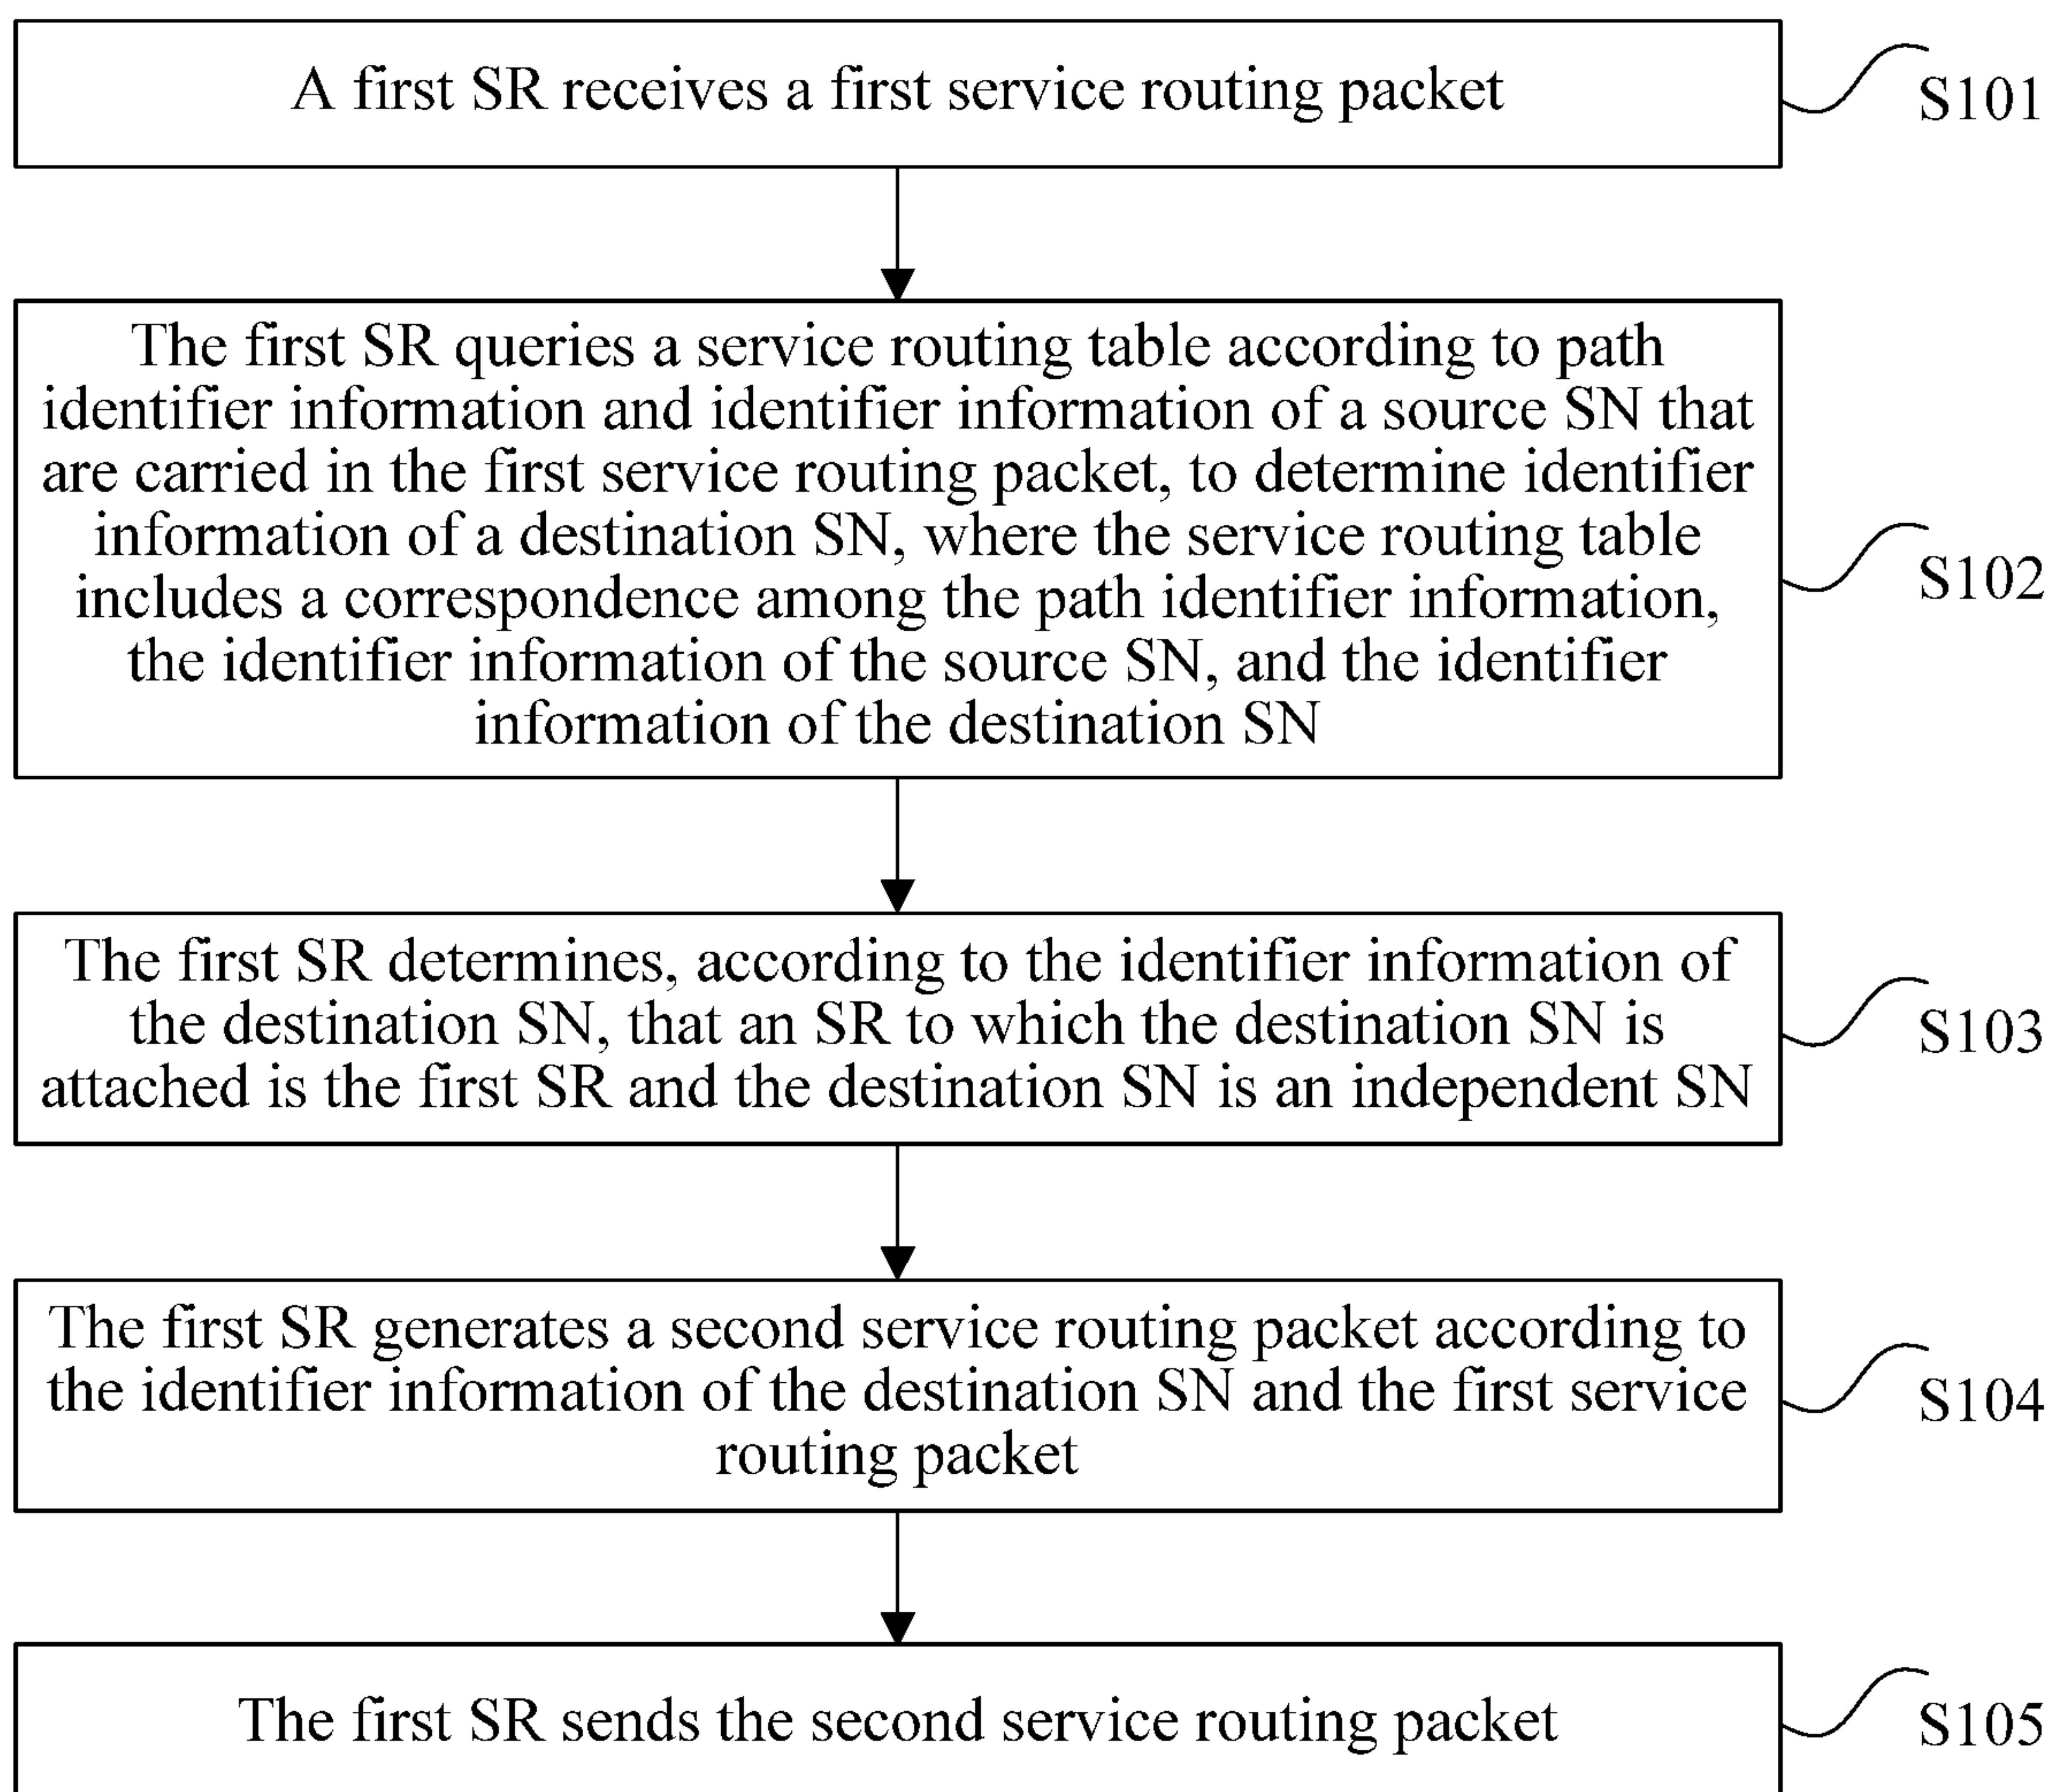 A first SR receives a first service routing packet
S101
The first SR queries a service routing table according to path
identifier information and identifier information of a source SN that
are carried in the first service routing packet, to determine identifier
information of a destination SN, where the service routing table
includes a correspondence among the path identifier information,
the identifier information of the source SN, and the identifier
information of the destination SN
S102
The first SR determines, according to the identifier information of
the destination SN, that an SR to which the destination SN is
attached is the first SR and the destination SN is an independent SN
S103
The first SR generates a second service routing packet according to
the identifier information of the destination SN and the first service
routing packet
S104
The first SR sends the second service routing packet
S105